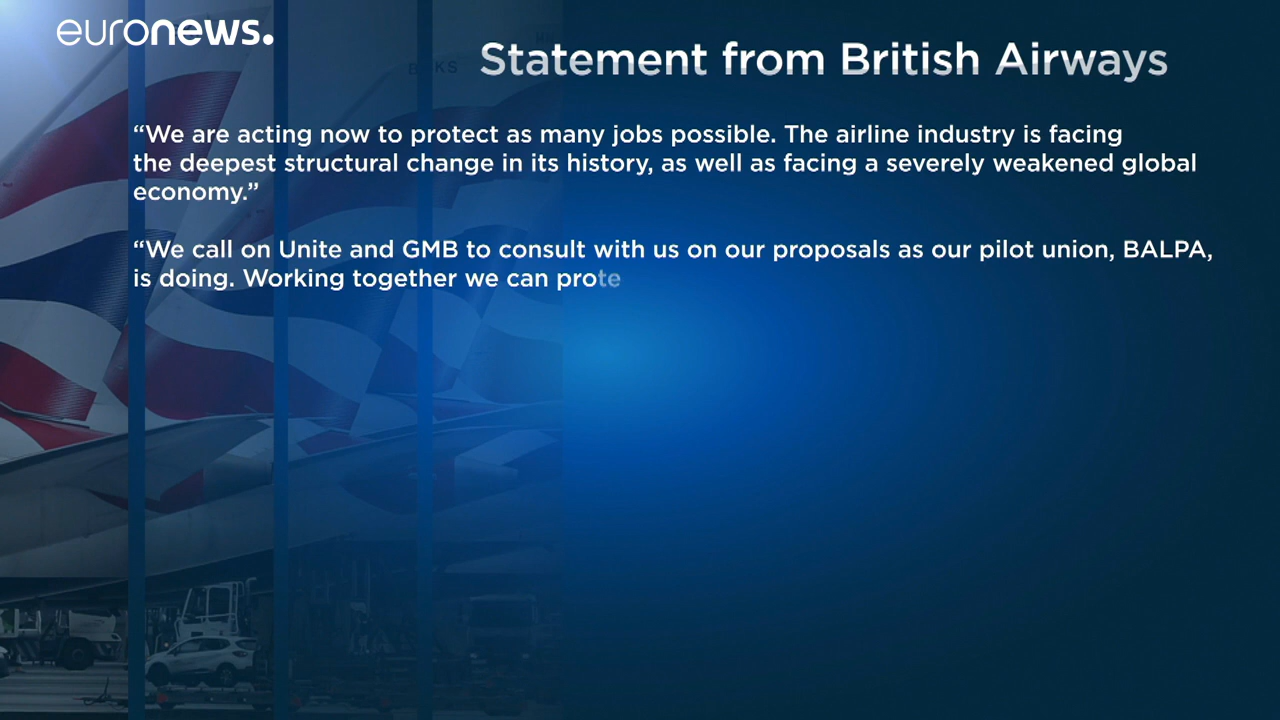 euronews.
Statement from British Airways
“We are acting now to protect as many jobs possible. The airline industry is facing
the deepest structural change in its history, as well as facing a severely weakened global
economy.”
“We call on Unite and GMB to consult with us on our proposals as our pilot union, BALPA,
is doing. Working together we can prote